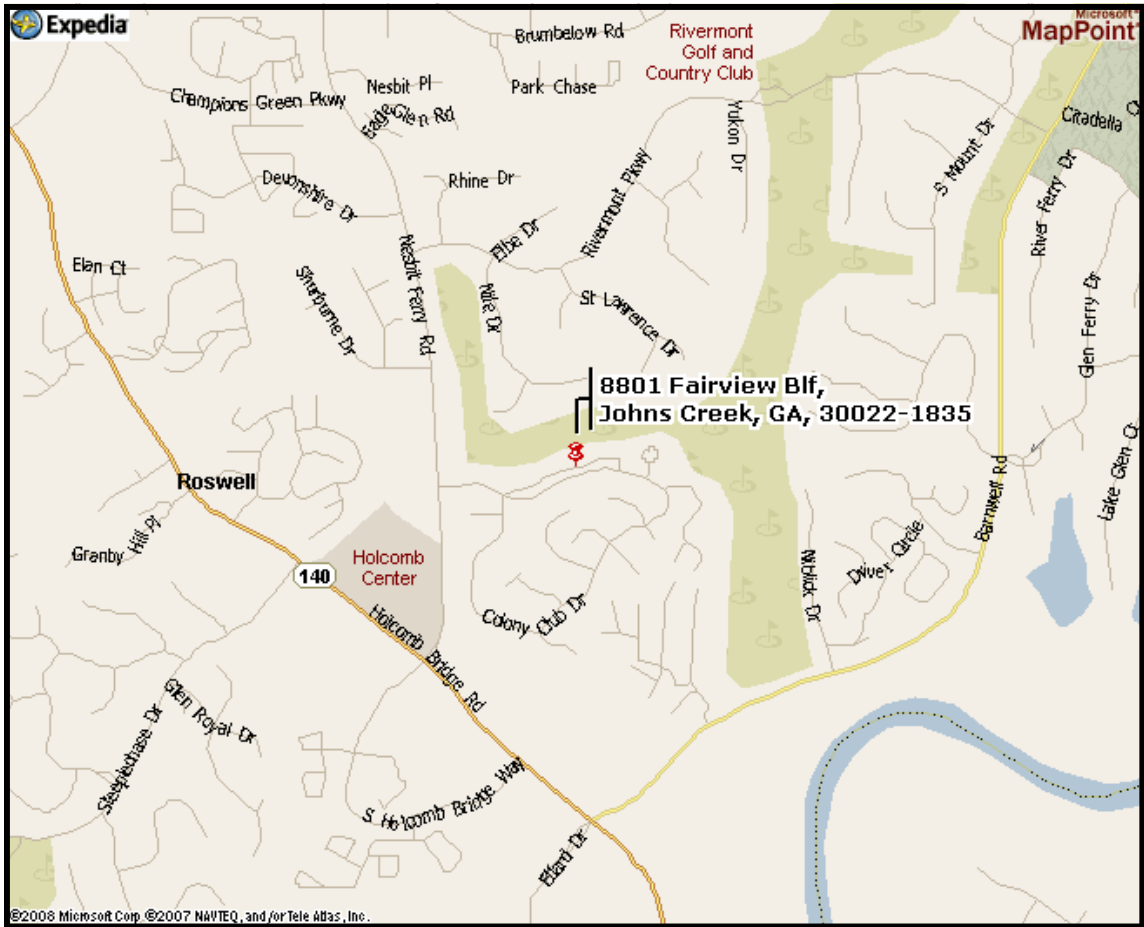 Expedia
Microsoft
MapPoint
Brumbelow Rd
Rivermont
Golf and
Country Club
Nesbit Pl
Park Chase
Champions Green Pkwy
Eagle Glen Rd
Yukon Dr
Citadella
S Mount Dr
River Ferry Dr
Devonshire Dr
Rhine Dr
Rivermont Pkwy
Elbe Dr
Nesbit Ferry Rd
Elan Ct
Shurburne Dr
Nile Dr
St Lawrence Dr
Glen Ferry Dr
8801 Fairview Blf,
Johns Creek, GA, 30022-1835
Roswell
Barnwell Rd
Lake Glen Ct
Granby Hill Pl
Holcomb
Center
140
Niblick Dr
Driver Circle
Colony Club Dr
Holcomb Bridge Rd
Glen Royal Dr
Steeplechase Dr
S Holcomb Bridge Way
Ellard Dr
©2008 Microsoft Corp ©2007 NAVTEQ, and/or Tele Atlas, Inc.